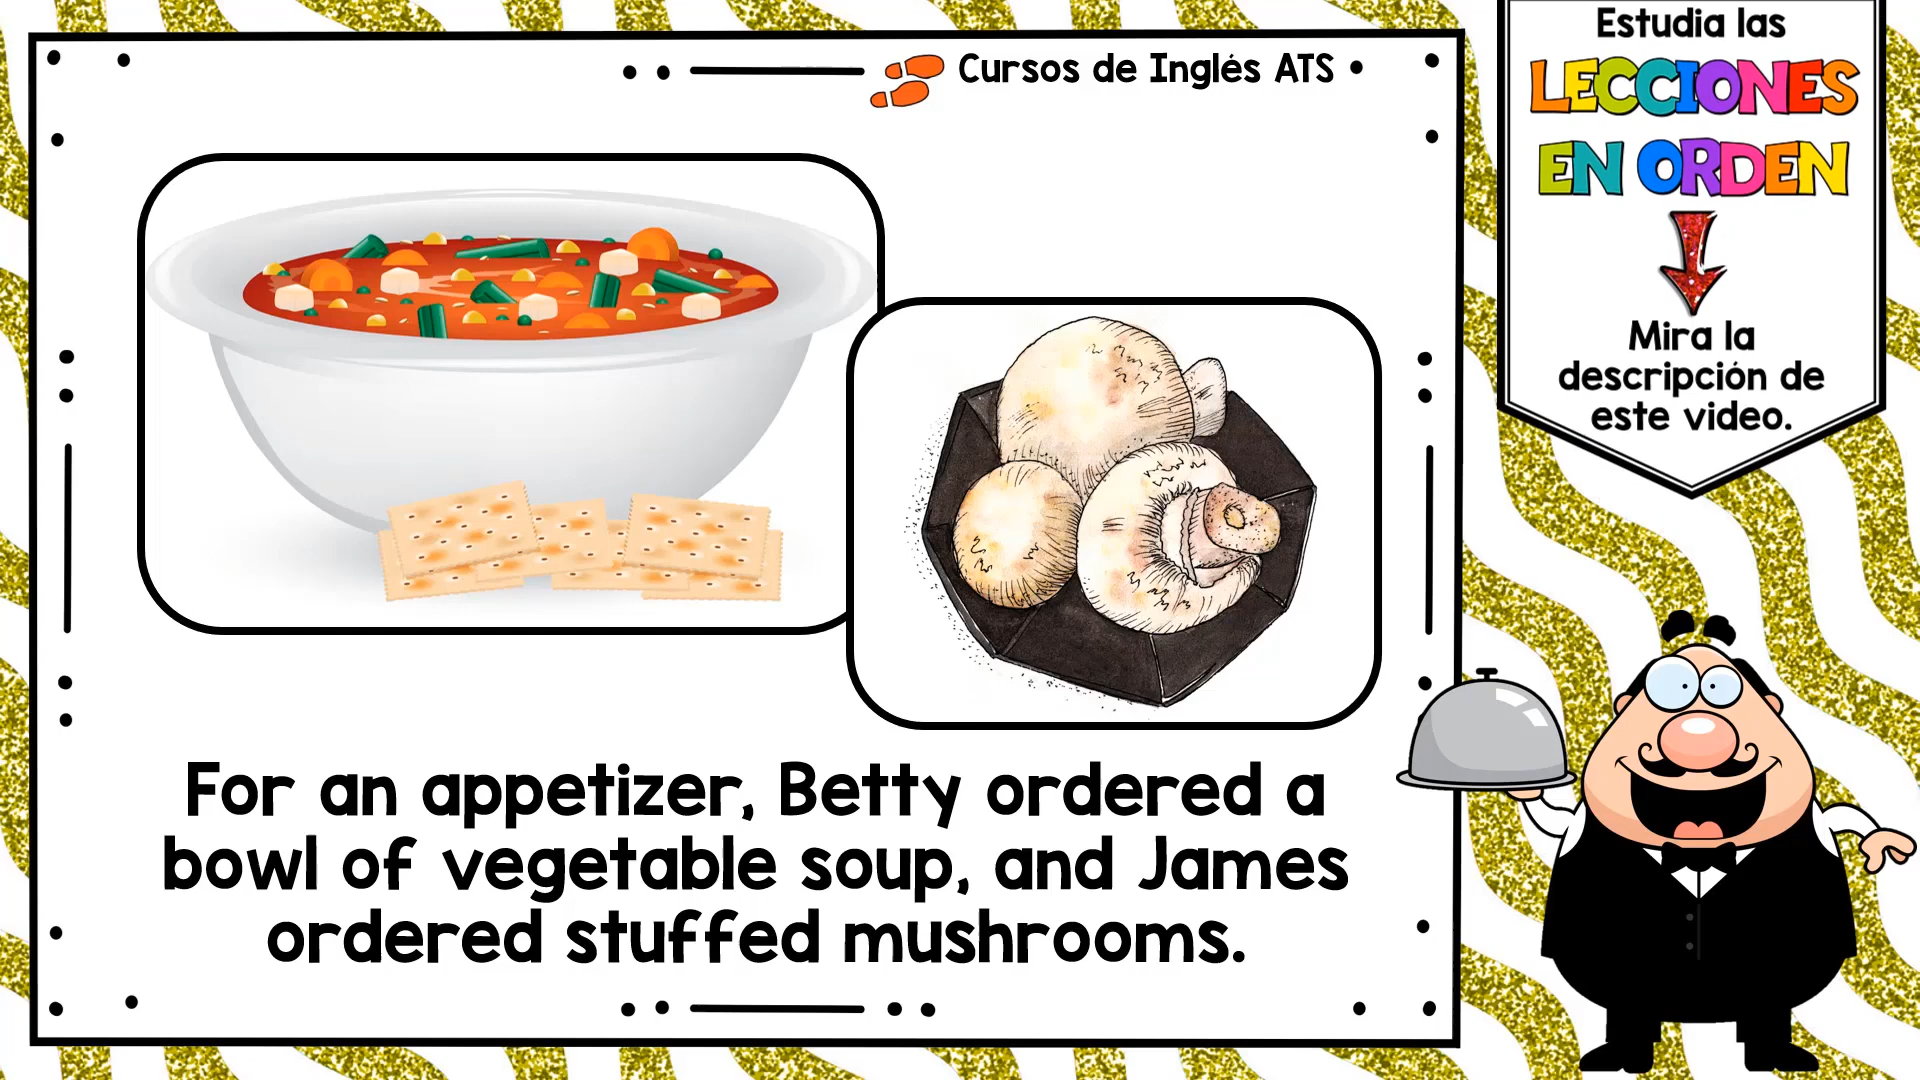 Cursos de Inglés ATS
For an appetizer, Betty ordered a
bowl of vegetable soup, and James
ordered stuffed mushrooms.
Estudia las
LECCIONES
EN ORDEN
Mira la
descripción de
este video.